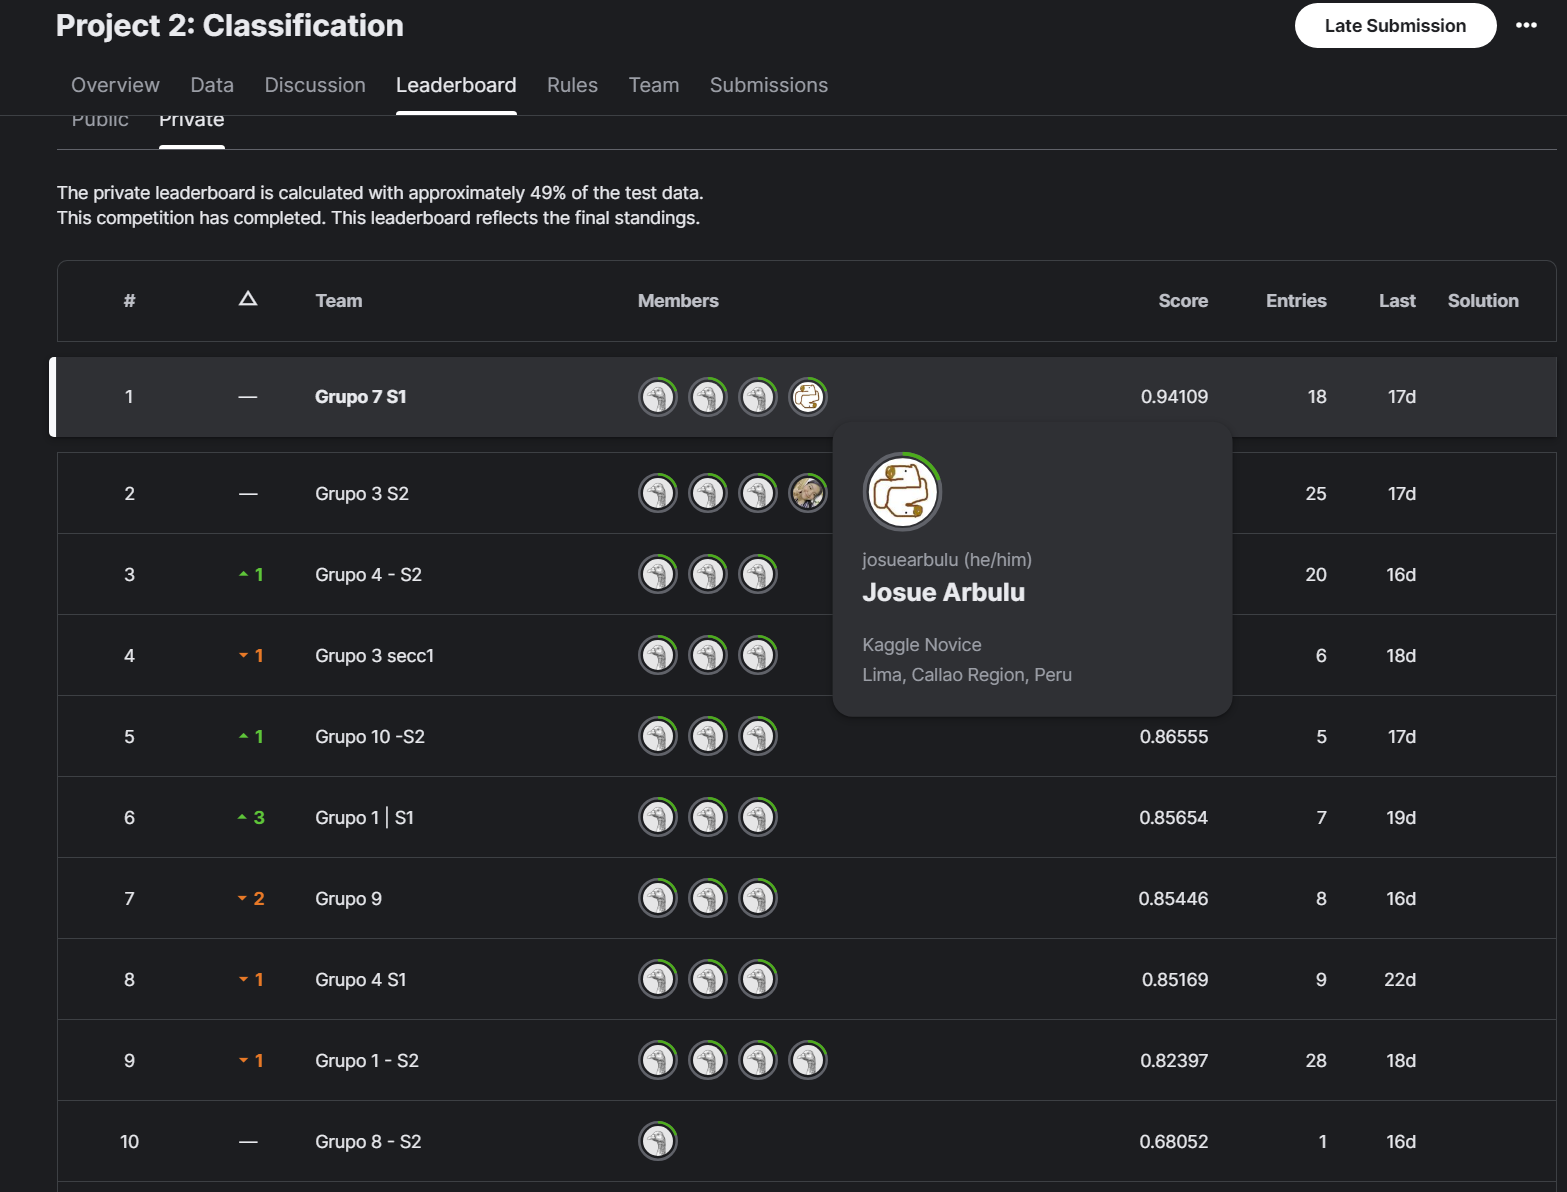 Project 2: Classification
Late Submission
Overview Data Discussion Leaderboard Rules Team Submissions
Public Private
The private leaderboard is calculated with approximately 49% of the test data.
This competition has completed. This leaderboard reflects the final standings.
# △ Team Members Score Entries Last Solution
1 — Grupo 7 S1 0.94109 18 17d
2 — Grupo 3 S2 25 17d
josuearbulu (he/him)
3 1 Grupo 4 - S2 20 16d
Josue Arbulu
4 1 Grupo 3 secc1 6 18d
Kaggle Novice
Lima, Callao Region, Peru
5 1 Grupo 10 -S2 0.86555 5 17d
6 3 Grupo 1 | S1 0.85654 7 19d
7 2 Grupo 9 0.85446 8 16d
8 1 Grupo 4 S1 0.85169 9 22d
9 1 Grupo 1 - S2 0.82397 28 18d
10 — Grupo 8 - S2 0.68052 1 16d